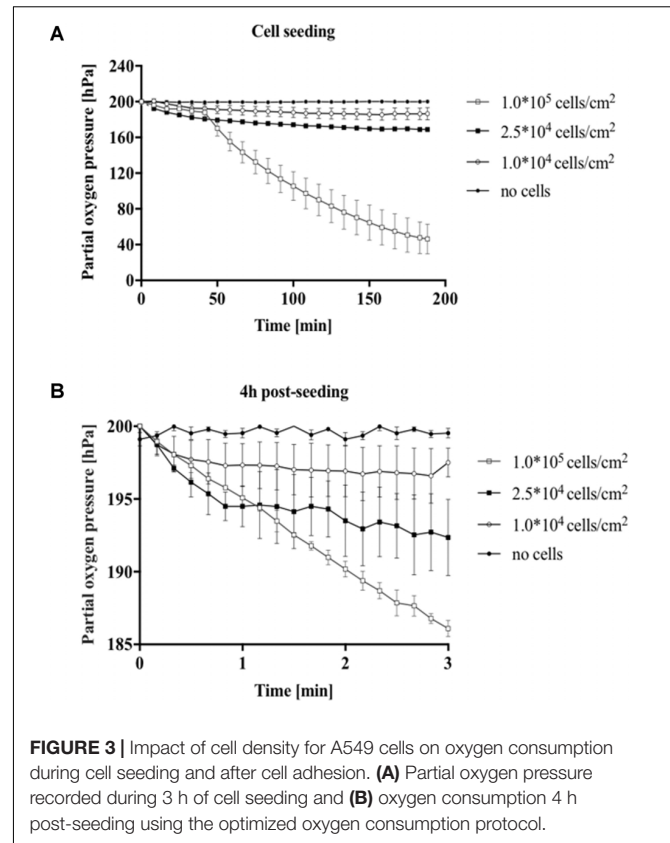 A
Cell seeding
Partial oxygen pressure [hPa]
240
200
160
120
80
40
0
0
50
100
150
200
Time [min]
1.0*10⁵ cells/cm²
2.5*10⁴ cells/cm²
1.0*10⁴ cells/cm²
no cells
B
4h post-seeding
Partial oxygen pressure [hPa]
200
195
190
185
0
1
2
3
Time [min]
1.0*10⁵ cells/cm²
2.5*10⁴ cells/cm²
1.0*10⁴ cells/cm²
no cells
FIGURE 3 | Impact of cell density for A549 cells on oxygen consumption
during cell seeding and after cell adhesion. (A) Partial oxygen pressure
recorded during 3 h of cell seeding and (B) oxygen consumption 4 h
post-seeding using the optimized oxygen consumption protocol.